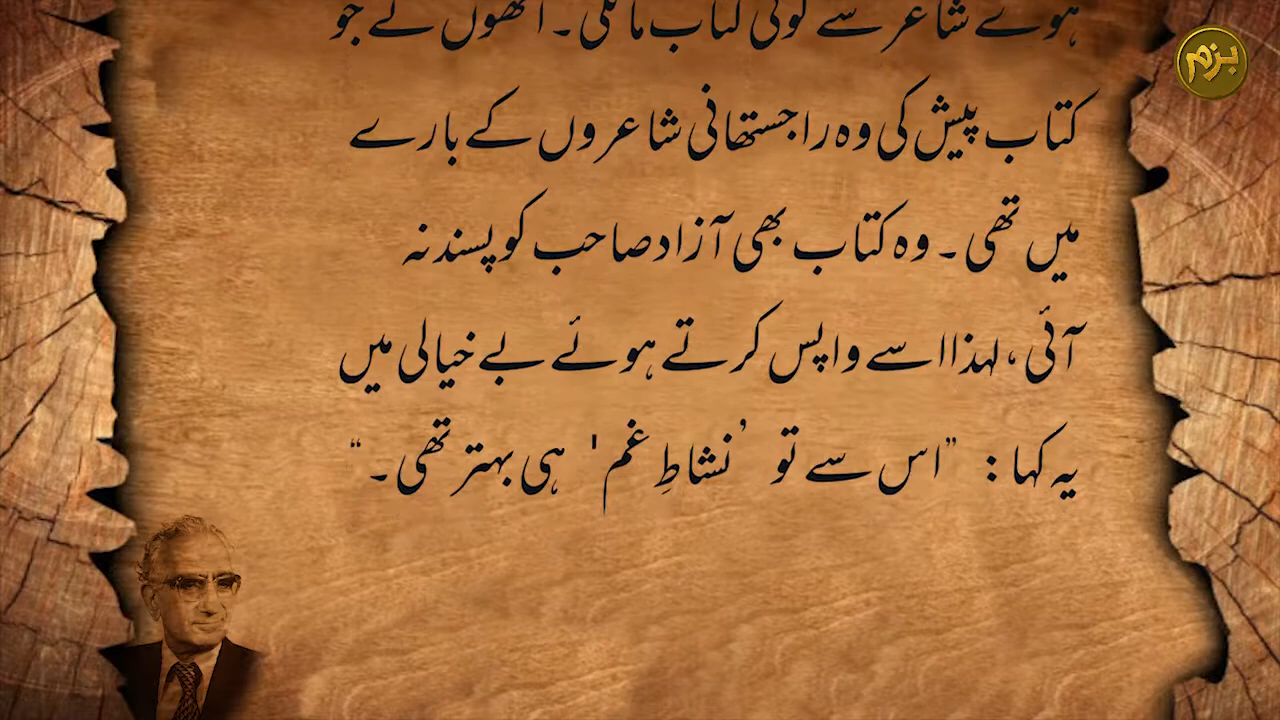 ہوئے شاعر سے کوئی کتاب مانگی۔ انھوں نے جو
کتاب پیش کی وہ راجستھانی شاعروں کے بارے
میں تھی۔ وہ کتاب بھی آزاد صاحب کو پسند نہ
آئی، لہذا اسے واپس کرتے ہوئے بے خیالی میں
یہ کہا: ”اس سے تو ’نشاطِ غم' ہی بہتر تھی۔“
بزم